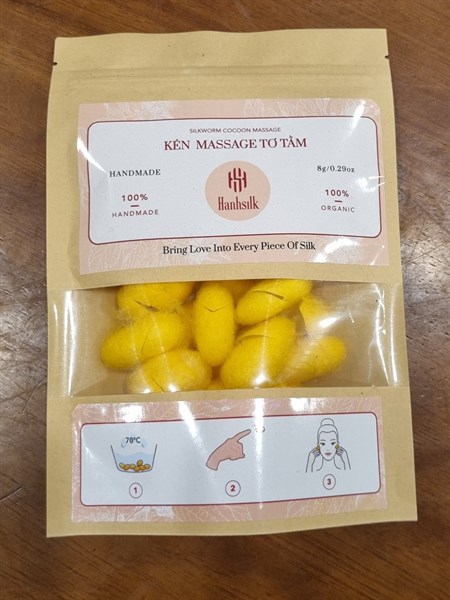 SILKWORM COCOON MASSAGE
KÉN MASSAGE TƠ TẰM
HANDMADE
8g/0.29oz
100%
HANDMADE
Hanhsilk
100%
ORGANIC
Bring Love Into Every Piece Of Silk
70°C
1
2
3